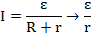 I = ε / (R + r) → ε / r